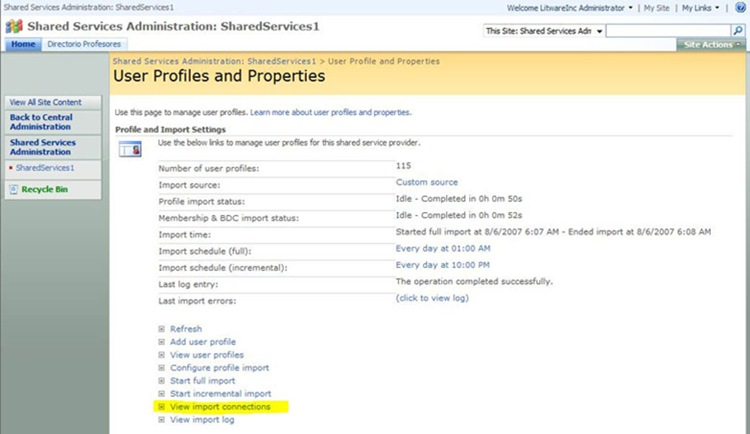 Shared Services Administration: SharedServices1
Welcome LitwareInc Administrator | My Site | My Links
Shared Services Administration: SharedServices1
This Site: Shared Services Adm
Home Directorio Profesores
Site Actions
Shared Services Administration: SharedServices1 > User Profile and Properties
User Profiles and Properties
View All Site Content
Back to Central
Administration
Shared Services
Administration
SharedServices1
Recycle Bin
Use this page to manage user profiles. Learn more about user profiles and properties.
Profile and Import Settings
Use the below links to manage user profiles for this shared service provider.
Number of user profiles: 115
Import source: Custom source
Profile import status: Idle - Completed in 0h 0m 50s
Membership & BDC import status: Idle - Completed in 0h 0m 52s
Import time: Started full import at 8/6/2007 6:07 AM - Ended import at 8/6/2007 6:08 AM
Import schedule (full): Every day at 01:00 AM
Import schedule (incremental): Every day at 10:00 PM
Last log entry: The operation completed successfully.
Last import errors: (click to view log)
Refresh
Add user profile
View user profiles
Configure profile import
Start full import
Start incremental import
View import connections
View import log